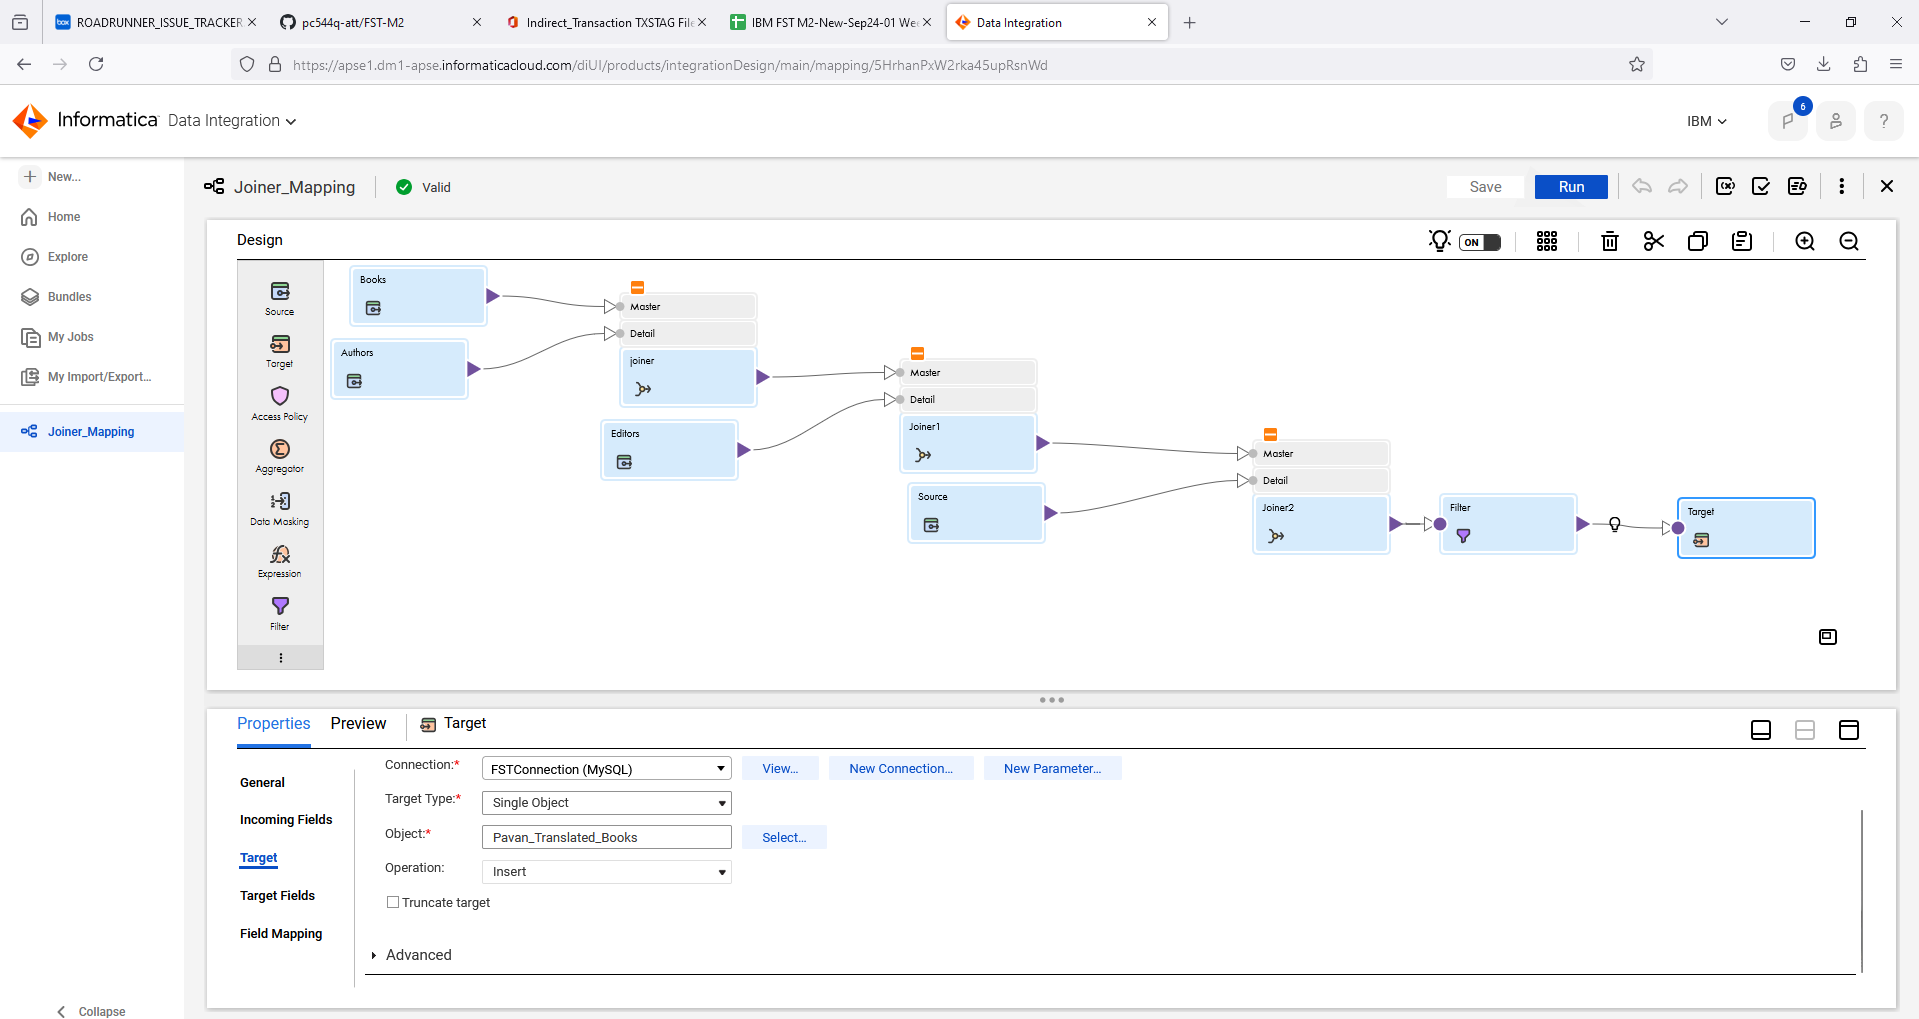 ROADRUNNER_ISSUE_TRACKER
pc544q-att/FST-M2
Indirect_Transaction TXSTAG File
IBM FST M2-New-Sep24-01 Wee
Data Integration
https://apse1.dm1-apse.informaticacloud.com/diUI/products/integrationDesign/main/mapping/5HrhanPxW2rka45upRsnWd
Informatica Data Integration
IBM
6
?
New...
Home
Explore
Bundles
My Jobs
My Import/Export...
Joiner_Mapping
Collapse
Joiner_Mapping
Valid
Save
Run
Design
ON
Source
Target
Access Policy
Aggregator
Data Masking
Expression
Filter
Books
Authors
Master
Detail
joiner
Editors
Master
Detail
Joiner1
Source
Master
Detail
Joiner2
Filter
Target
Properties
Preview
Target
General
Incoming Fields
Target
Target Fields
Field Mapping
Connection:* FSTConnection (MySQL) View... New Connection... New Parameter...
Target Type:* Single Object
Object:* Pavan_Translated_Books Select...
Operation: Insert
Truncate target
Advanced